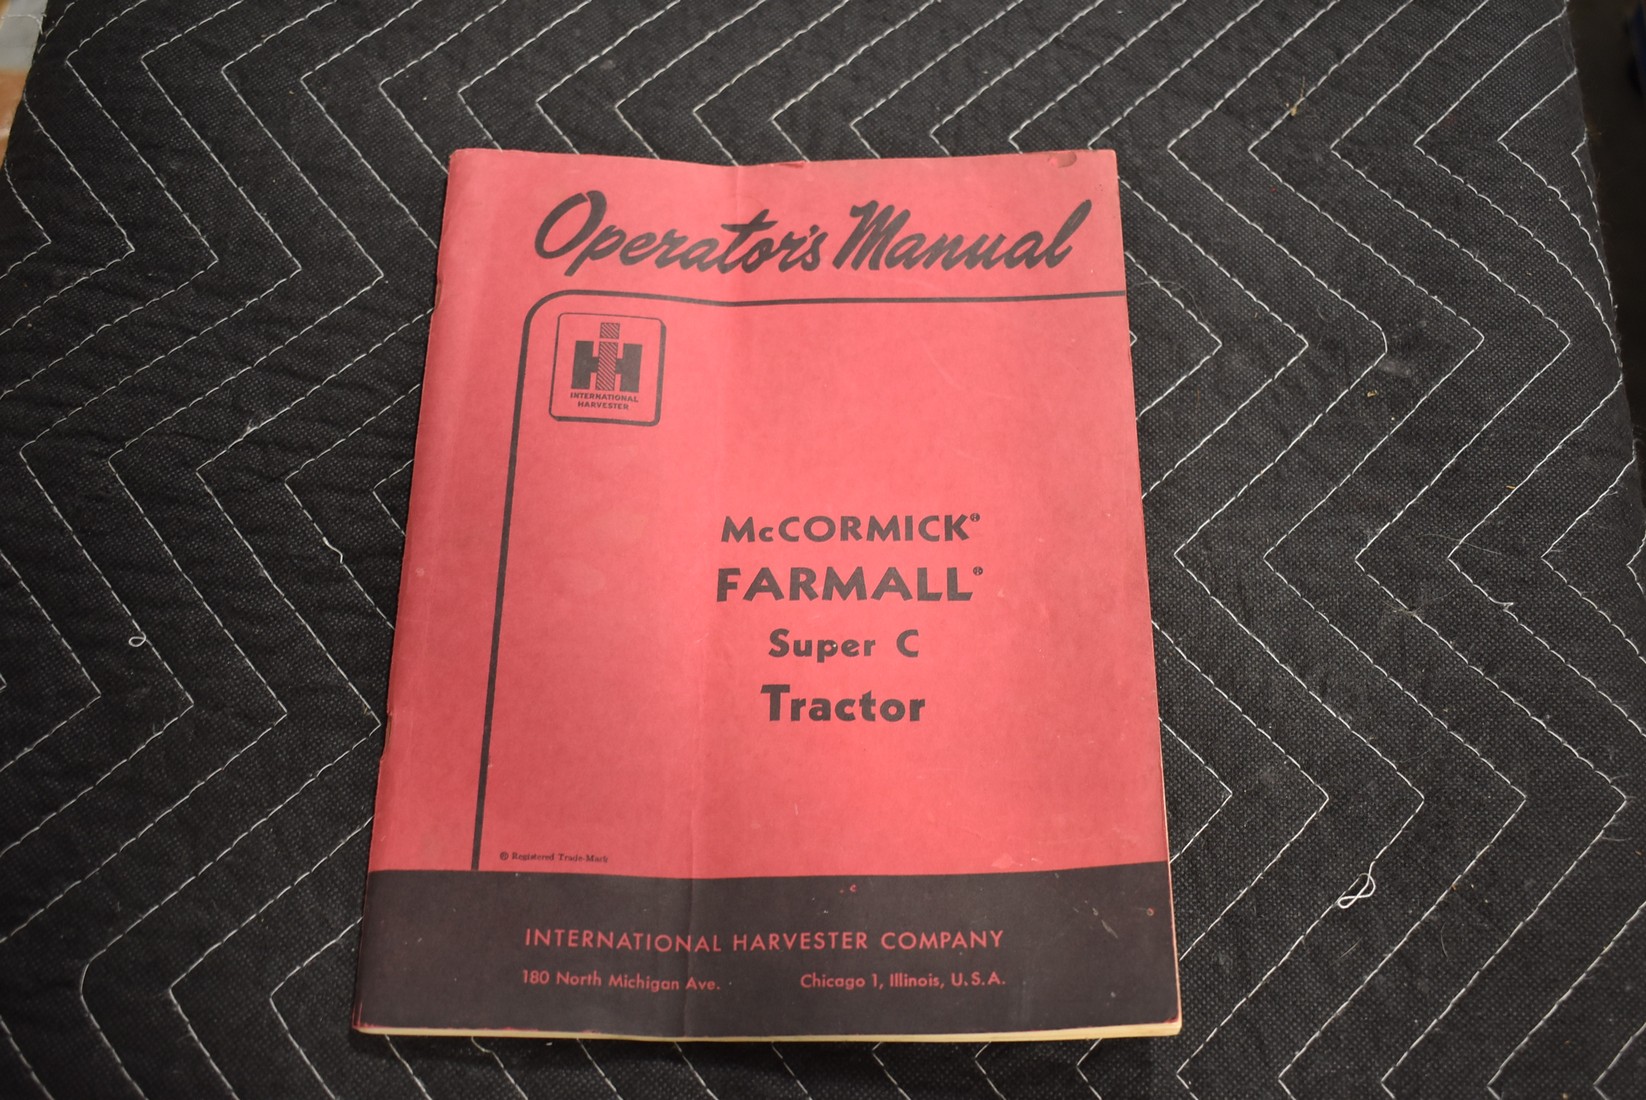 Operator's Manual
IH
INTERNATIONAL
HARVESTER
McCORMICK®
FARMALL®
Super C
Tractor
® Registered Trade-Mark
INTERNATIONAL HARVESTER COMPANY
180 North Michigan Ave. Chicago 1, Illinois, U.S.A.